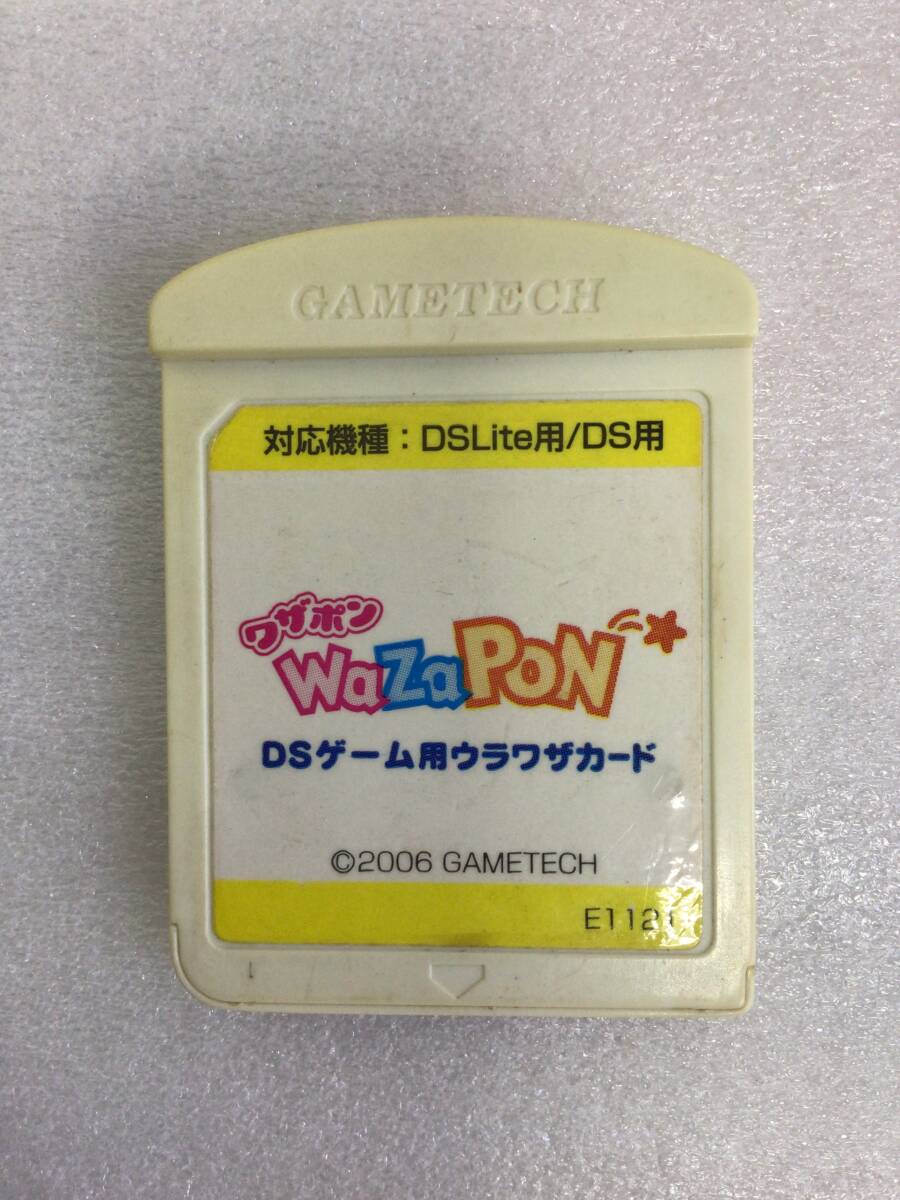 GAMETECH
対応機種：DSLite用/DS用
ワザポン
WaZaPON
DSゲーム用ウラワザカード
©2006 GAMETECH
E1121